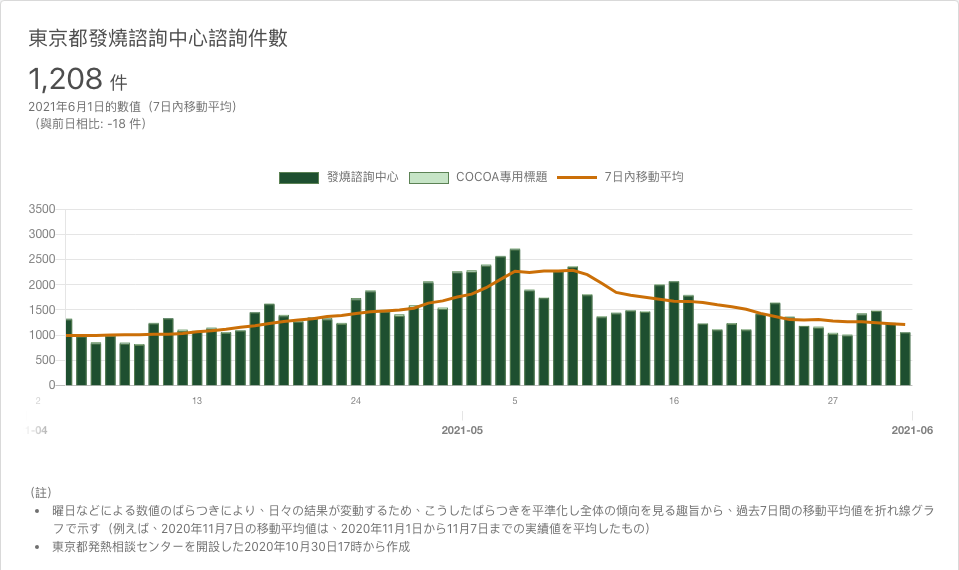 東京都發燒諮詢中心諮詢件數
1,208 件
2021年6月1日的數值（7日內移動平均）
（與前日相比: -18 件）
發燒諮詢中心 COCOA專用標題 7日內移動平均
3500
3000
2500
2000
1500
1000
500
0
2 13 24 5 16 27
-04 2021-05 2021-06
（註）
• 曜日などによる数値のばらつきにより、日々の結果が変動するため、こうしたばらつきを平準化し全体の傾向を見る趣旨から、過去7日間の移動平均値を折れ線グラ
フで示す（例えば、2020年11月7日の移動平均値は、2020年11月1日から11月7日までの実績値を平均したもの）
• 東京都発熱相談センターを開設した2020年10月30日17時から作成